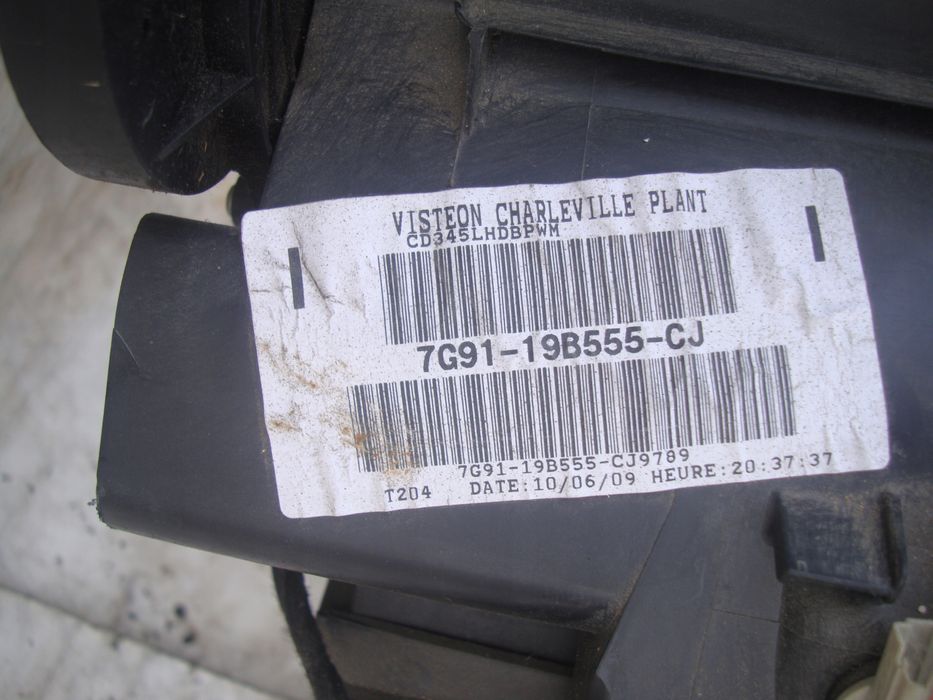 VISTEON CHARLEVILLE PLANT
CD345LHDBPWM
7G91-19B555-CJ
7G91-19B555-CJ9789
T204 DATE:10/06/09 HEURE:20:37:37